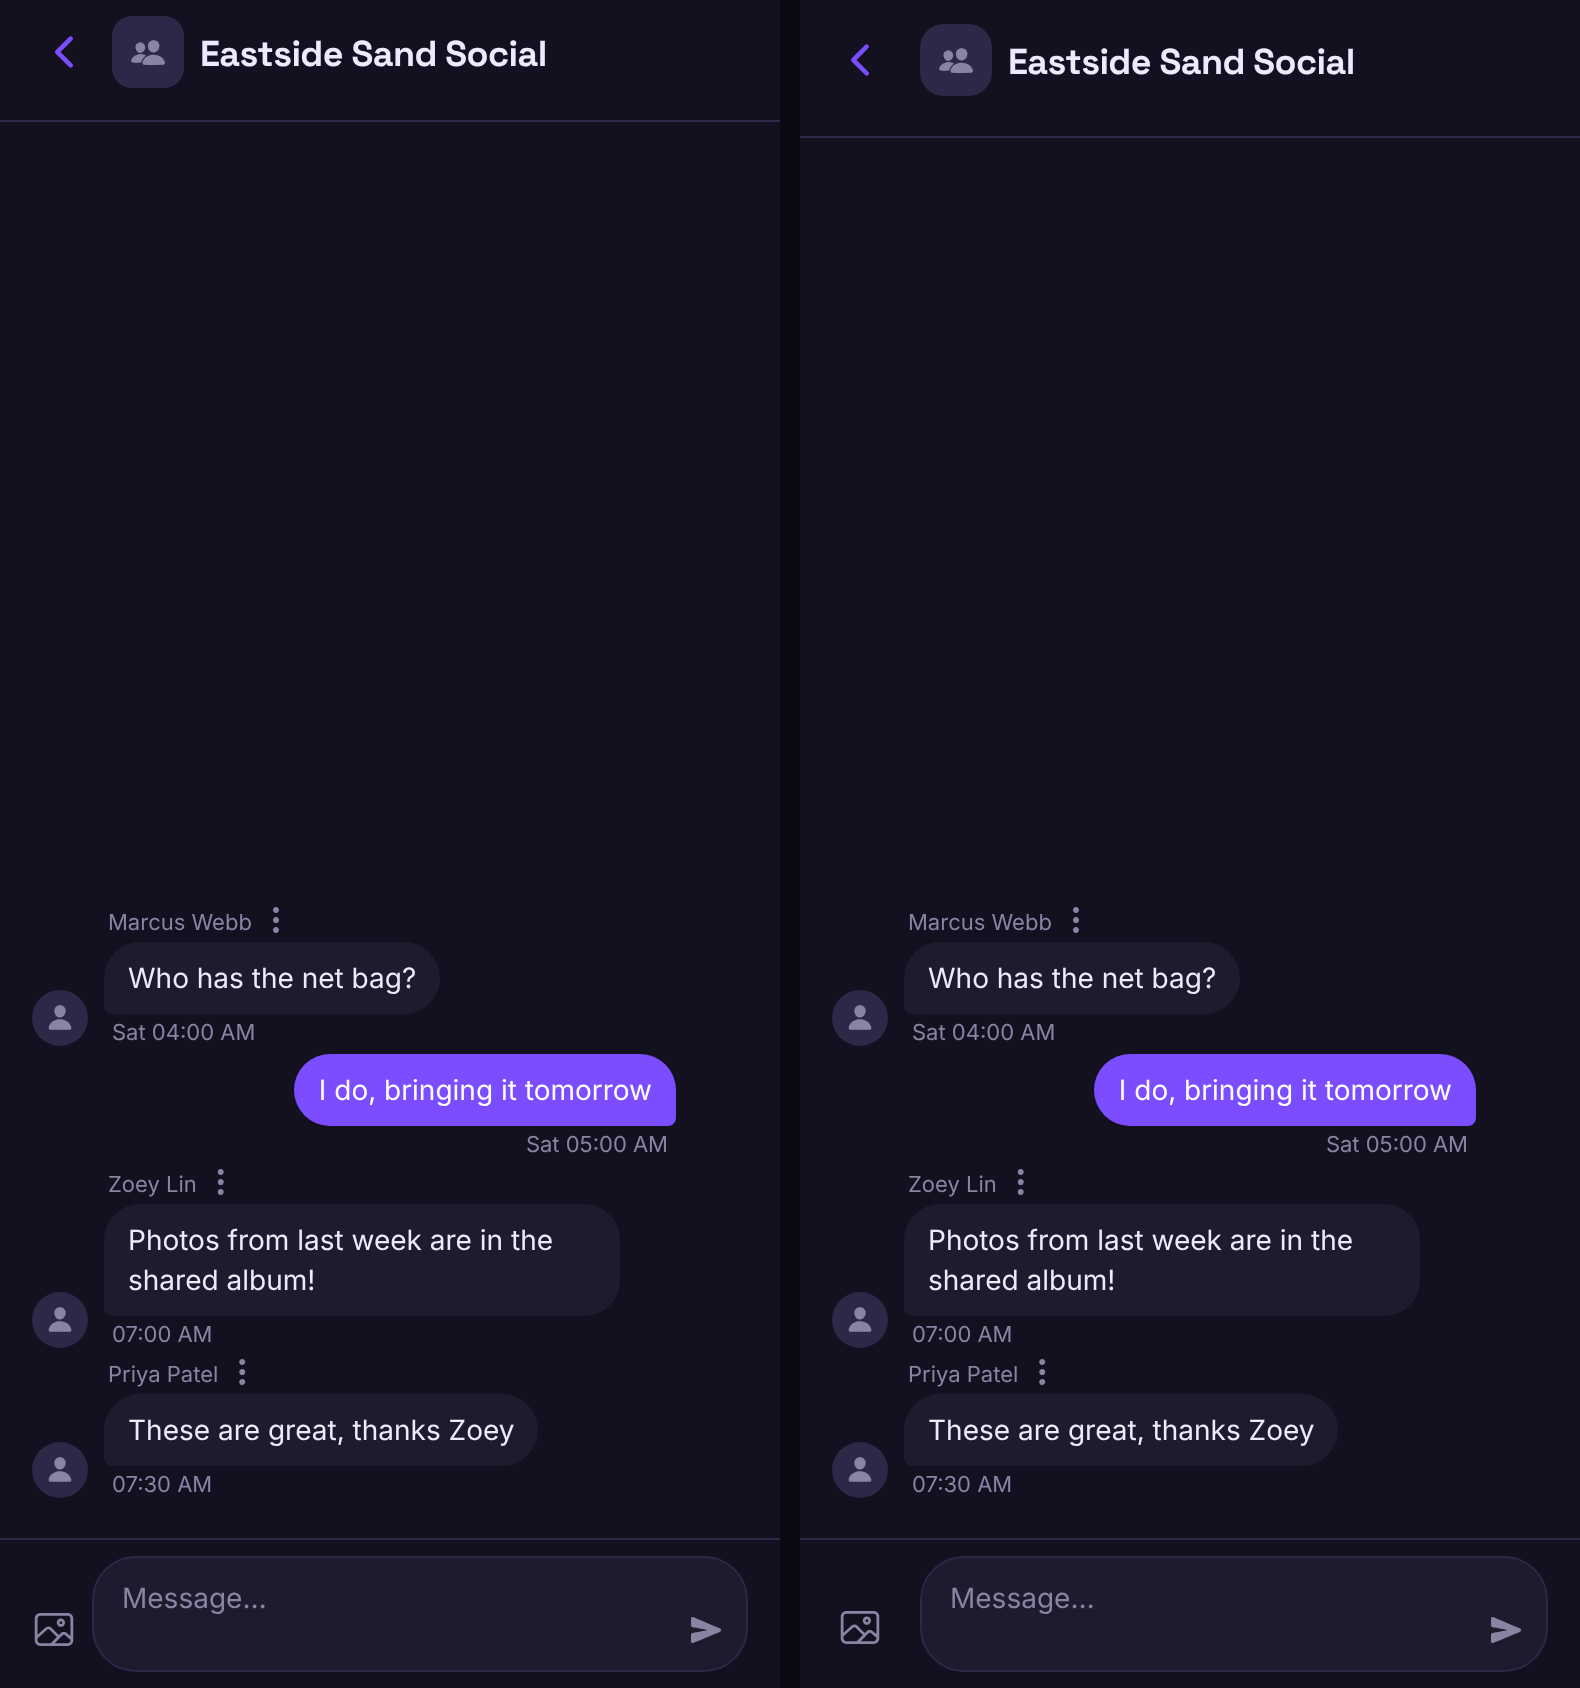 Eastside Sand Social
Marcus Webb
Who has the net bag?
Sat 04:00 AM
I do, bringing it tomorrow
Sat 05:00 AM
Zoey Lin
Photos from last week are in the
shared album!
07:00 AM
Priya Patel
These are great, thanks Zoey
07:30 AM
Message...
Eastside Sand Social
Marcus Webb
Who has the net bag?
Sat 04:00 AM
I do, bringing it tomorrow
Sat 05:00 AM
Zoey Lin
Photos from last week are in the
shared album!
07:00 AM
Priya Patel
These are great, thanks Zoey
07:30 AM
Message...